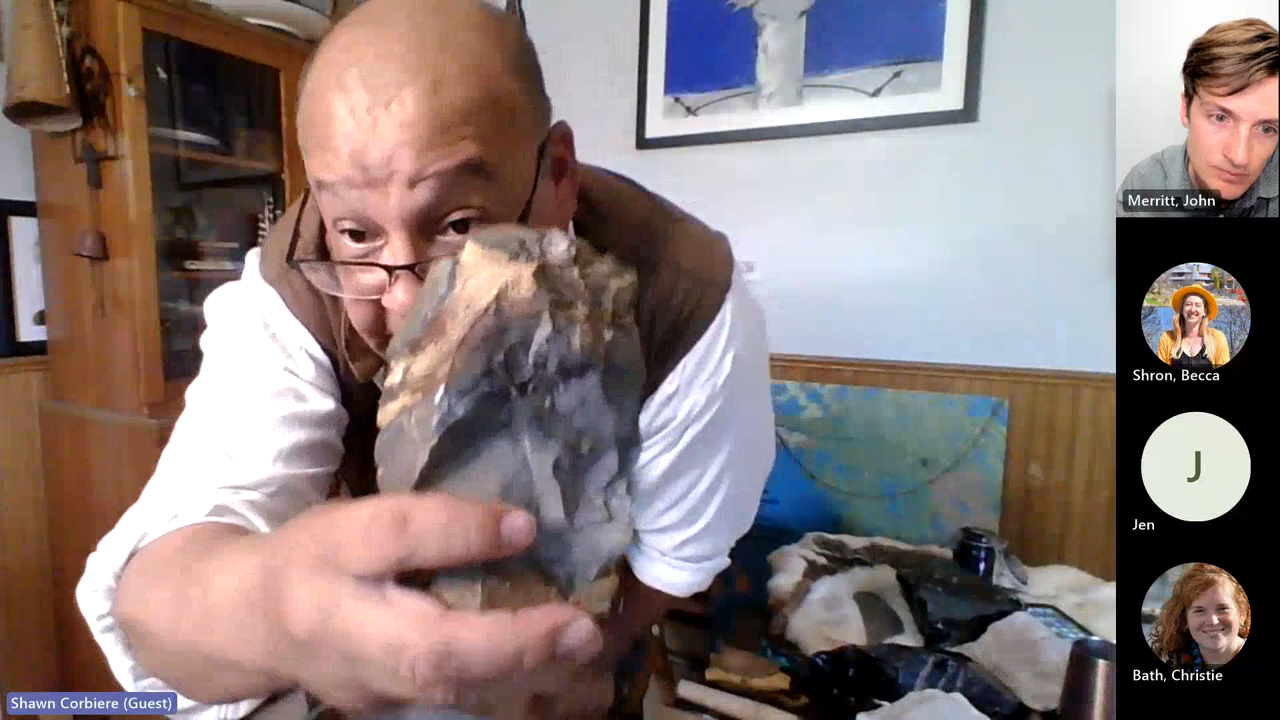 Merritt, John
Shron, Becca
J
Jen
Bath, Christie
Shawn Corbiere (Guest)